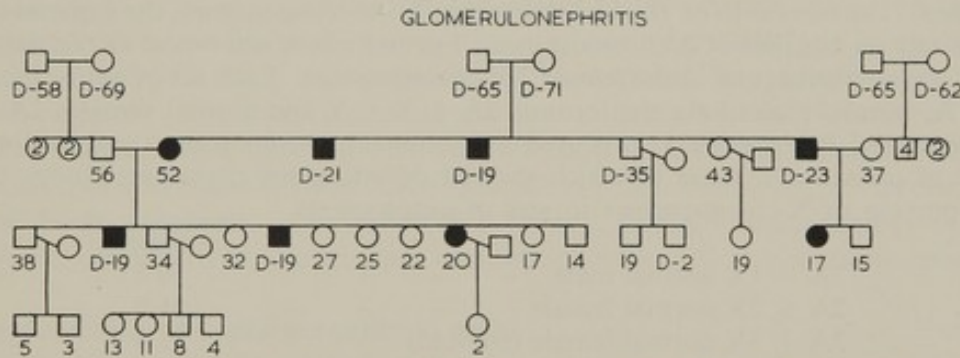 GLOMERULONEPHRITIS
D-58 D-69 D-65 D-71 D-65 D-62
2 2 4 2
56 52 D-21 D-19 D-35 43 D-23 37
38 D-19 34 32 D-19 27 25 22 20 17 14 19 D-2 19 17 15
5 3 13 11 8 4 2